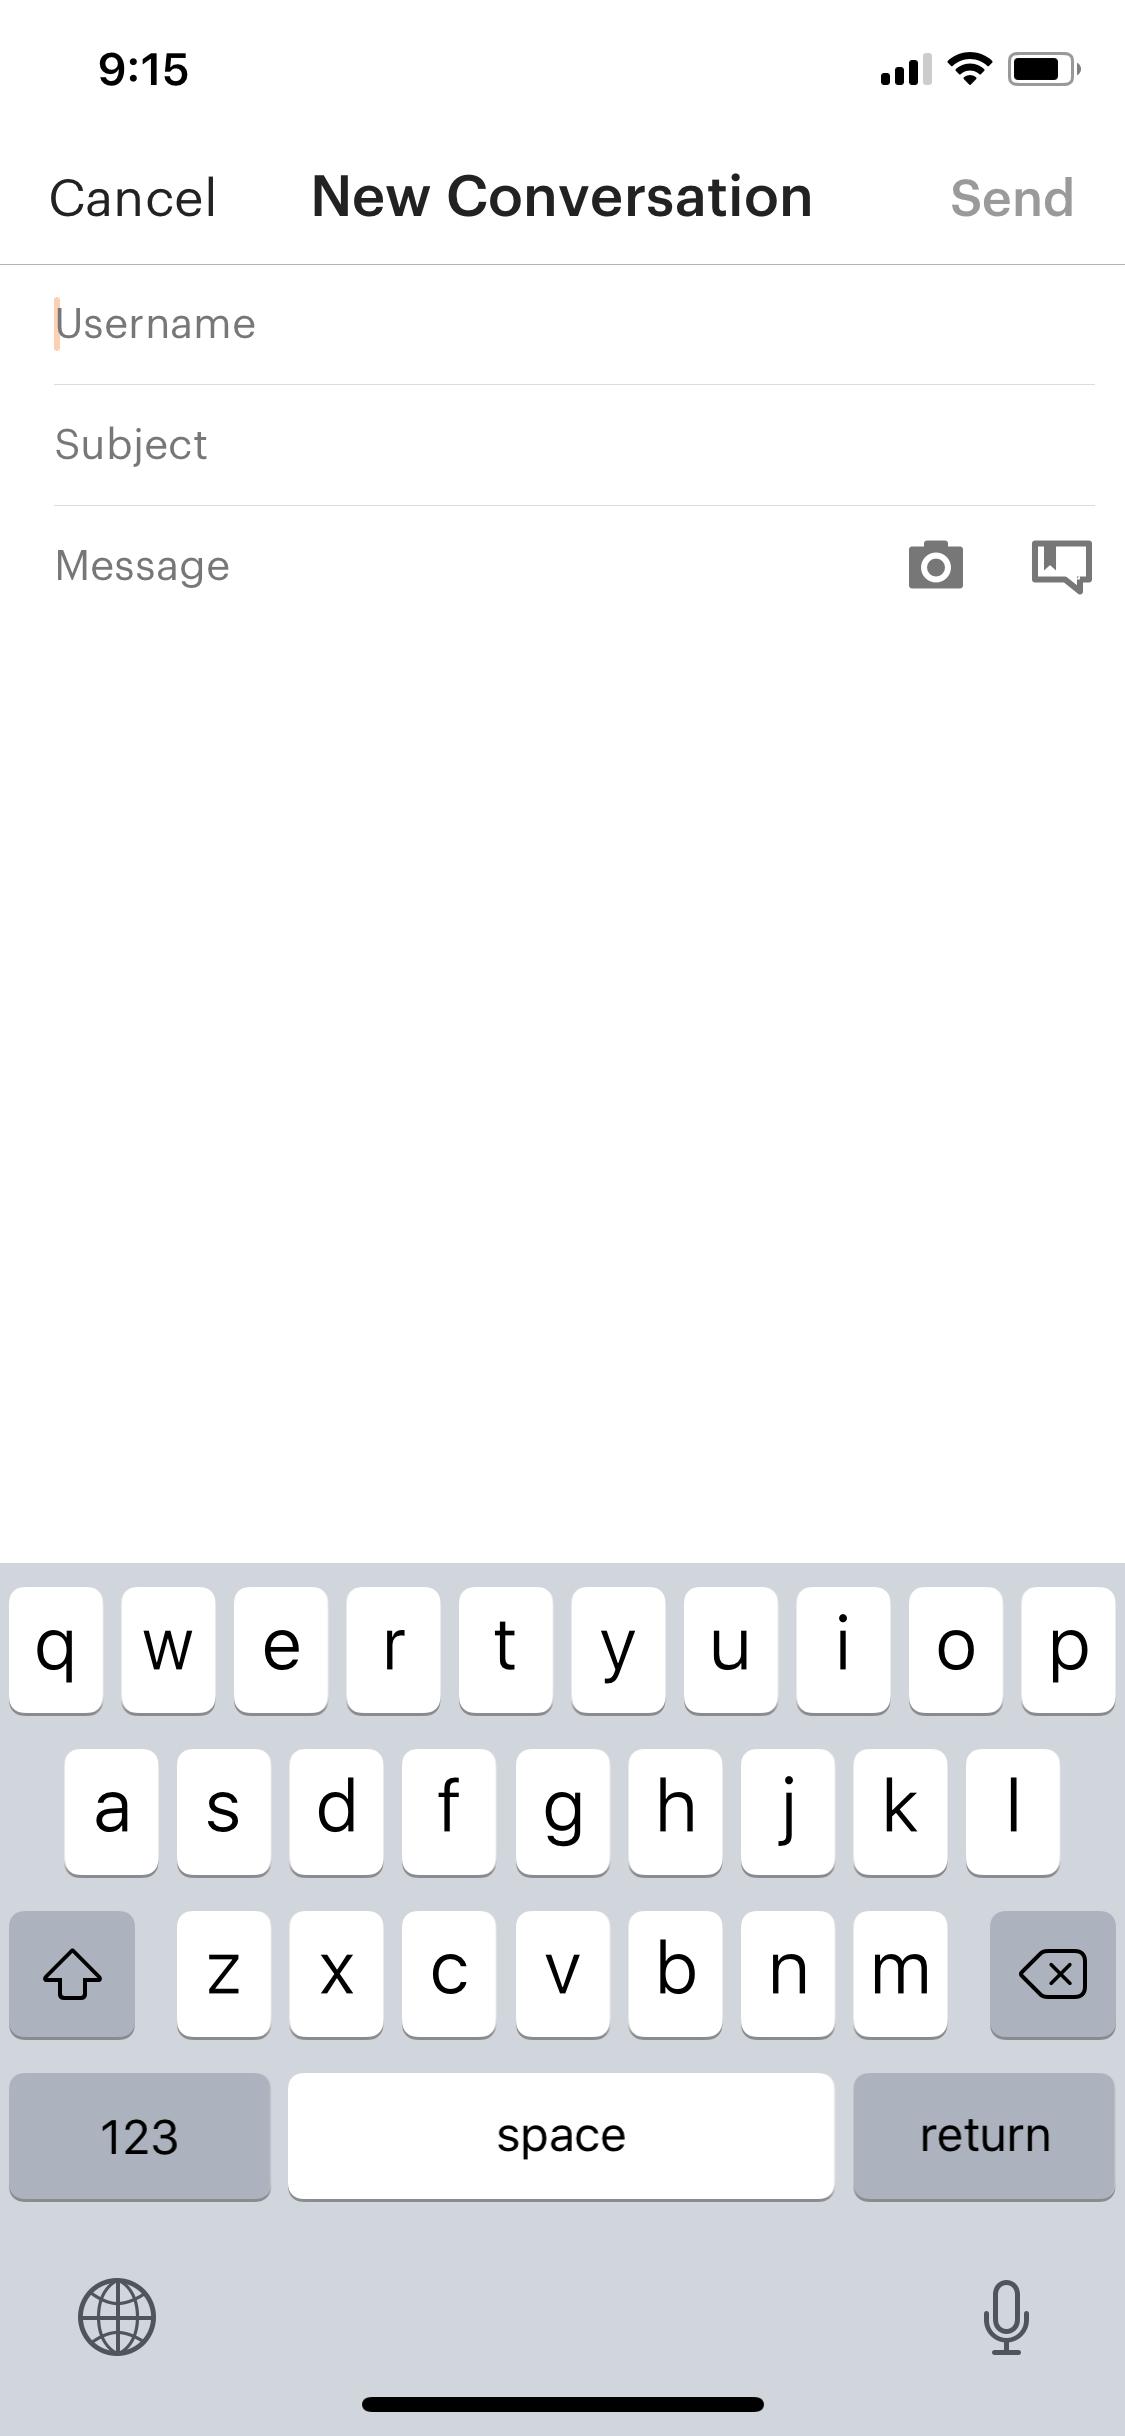 9:15
Cancel New Conversation Send
Username
Subject
Message
q w e r t y u i o p
a s d f g h j k l
z x c v b n m
123 space return